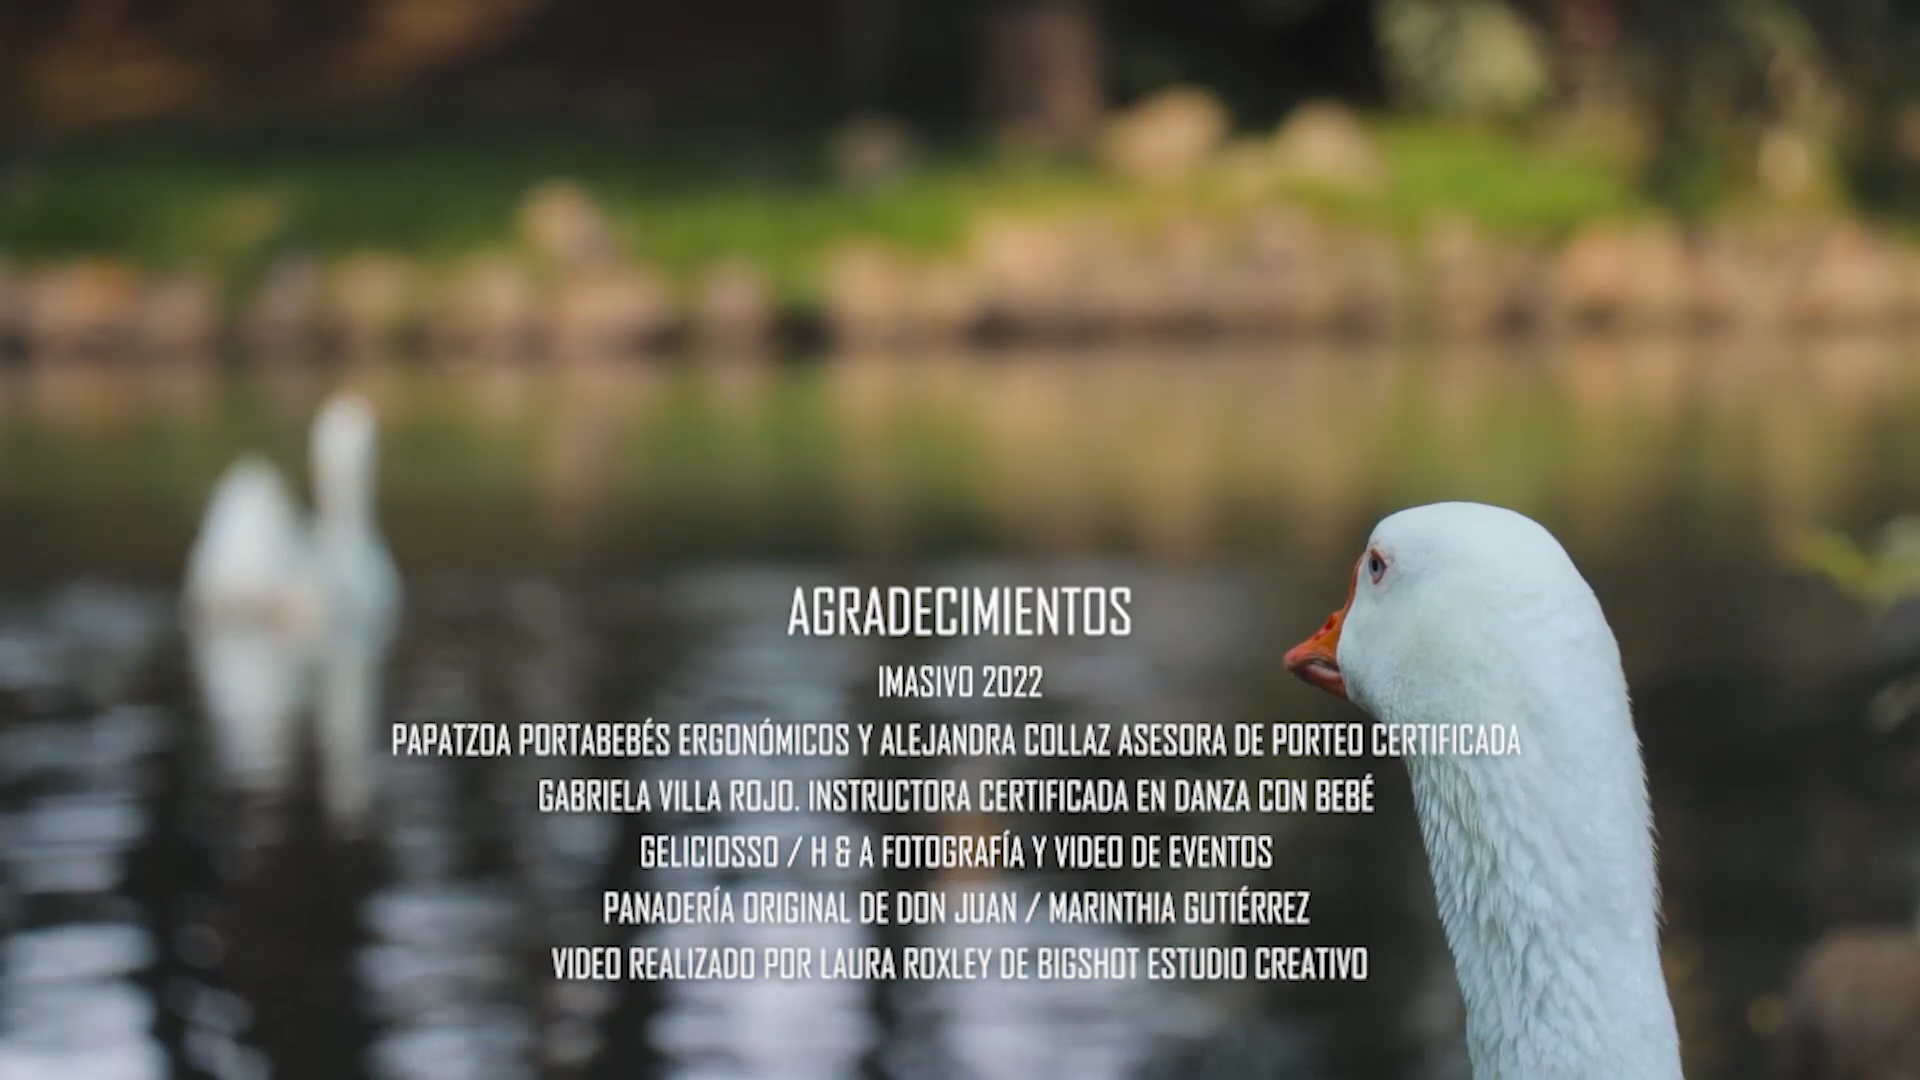 AGRADECIMIENTOS
IMASIVO 2022
PAPATZOA PORTABEBÉS ERGONÓMICOS Y ALEJANDRA COLLAZ ASESORA DE PORTEO CERTIFICADA
GABRIELA VILLA ROJO. INSTRUCTORA CERTIFICADA EN DANZA CON BEBÉ
GELICIOSSO / H & A FOTOGRAFÍA Y VIDEO DE EVENTOS
PANADERÍA ORIGINAL DE DON JUAN / MARINTHIA GUTIÉRREZ
VIDEO REALIZADO POR LAURA ROXLEY DE BIGSHOT ESTUDIO CREATIVO